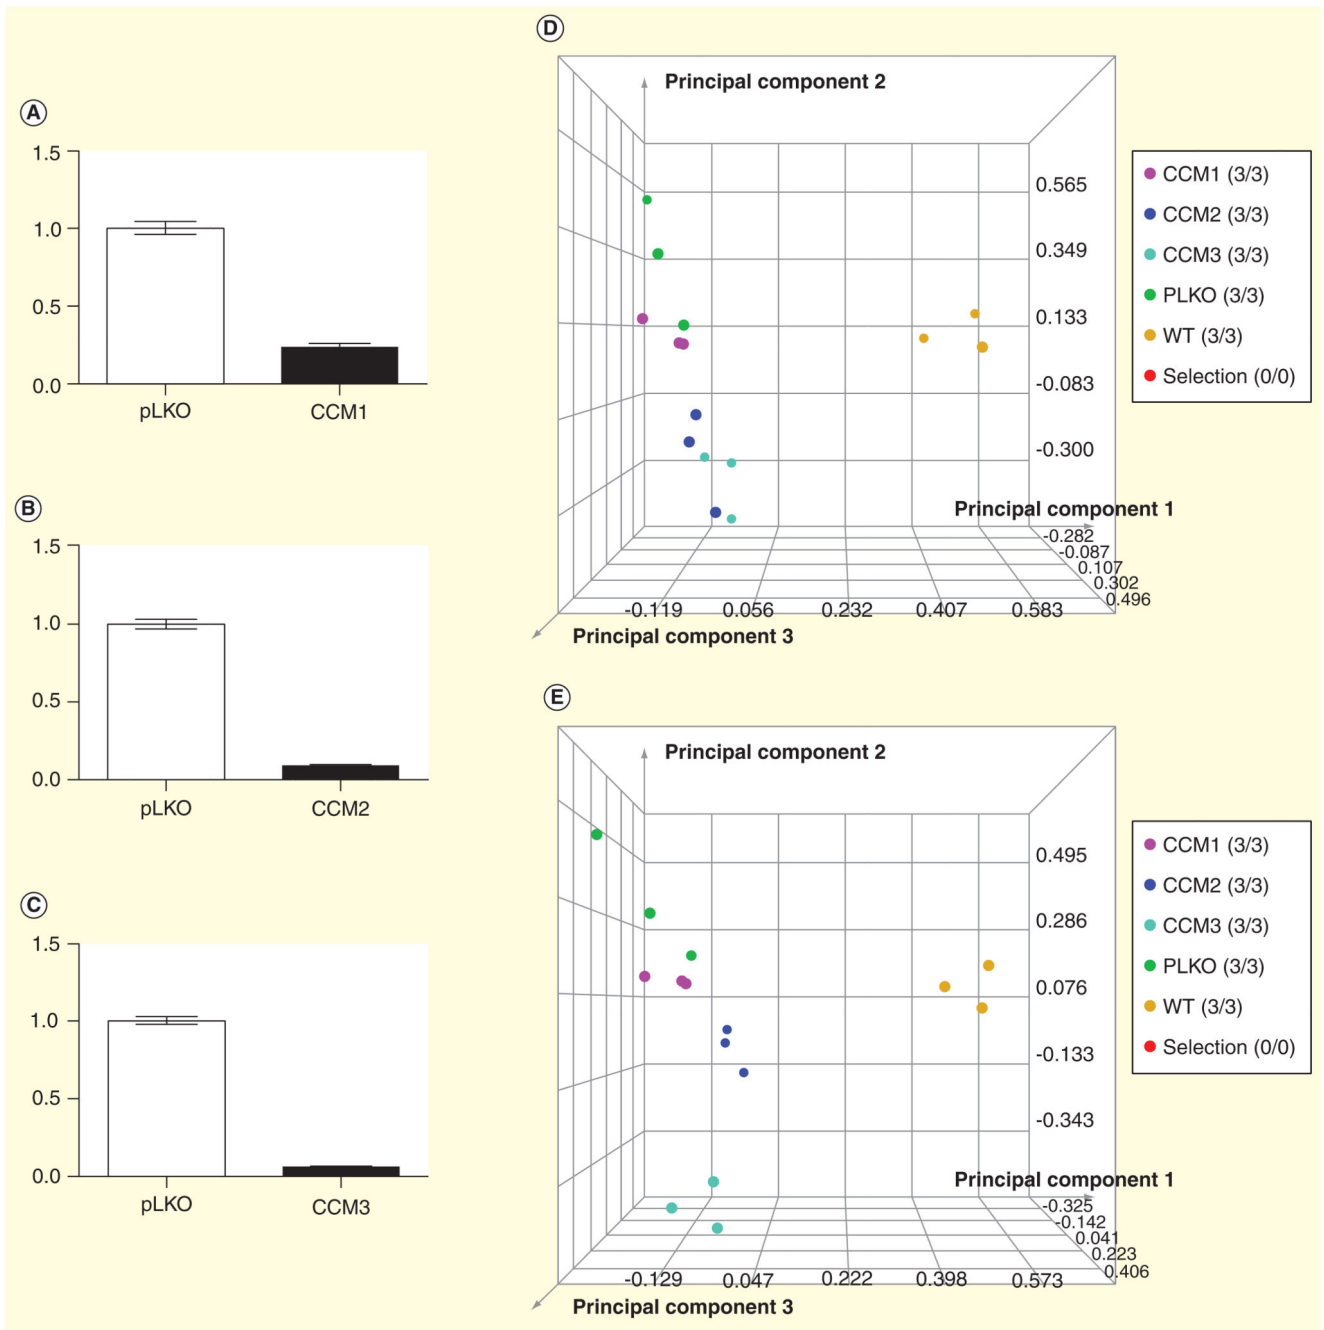 A
1.5
1.0
0.5
0.0
pLKO
CCM1
B
1.5
1.0
0.5
0.0
pLKO
CCM2
C
1.5
1.0
0.5
0.0
pLKO
CCM3
D
Principal component 2
0.565
0.349
0.133
-0.083
-0.300
Principal component 1
-0.282
-0.087
0.107
0.302
0.496
-0.119 0.056 0.232 0.407 0.583
Principal component 3
CCM1 (3/3)
CCM2 (3/3)
CCM3 (3/3)
PLKO (3/3)
WT (3/3)
Selection (0/0)
E
Principal component 2
0.495
0.286
0.076
-0.133
-0.343
Principal component 1
-0.325
-0.142
0.041
0.223
0.406
-0.129 0.047 0.222 0.398 0.573
Principal component 3
CCM1 (3/3)
CCM2 (3/3)
CCM3 (3/3)
PLKO (3/3)
WT (3/3)
Selection (0/0)